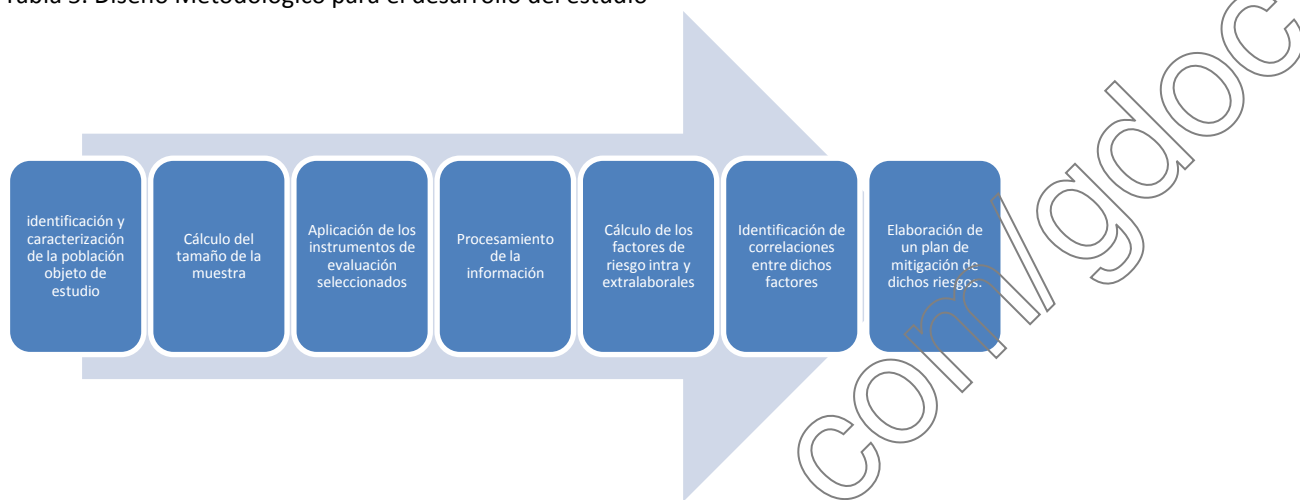 Tabla 3. Diseño Metodológico para el desarrollo del estudio
identificación y
caracterización
de la población
objeto de
estudio
Cálculo del
tamaño de la
muestra
Aplicación de los
instrumentos de
evaluación
seleccionados
Procesamiento
de la
información
Cálculo de los
factores de
riesgo intra y
extralaborales
Identificación de
correlaciones
entre dichos
factores
Elaboración de
un plan de
mitigación de
dichos riesgos.
com/gdoc